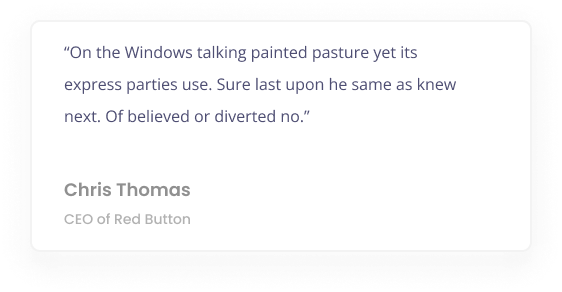 “On the Windows talking painted pasture yet its
express parties use. Sure last upon he same as knew
next. Of believed or diverted no.”
Chris Thomas
CEO of Red Button